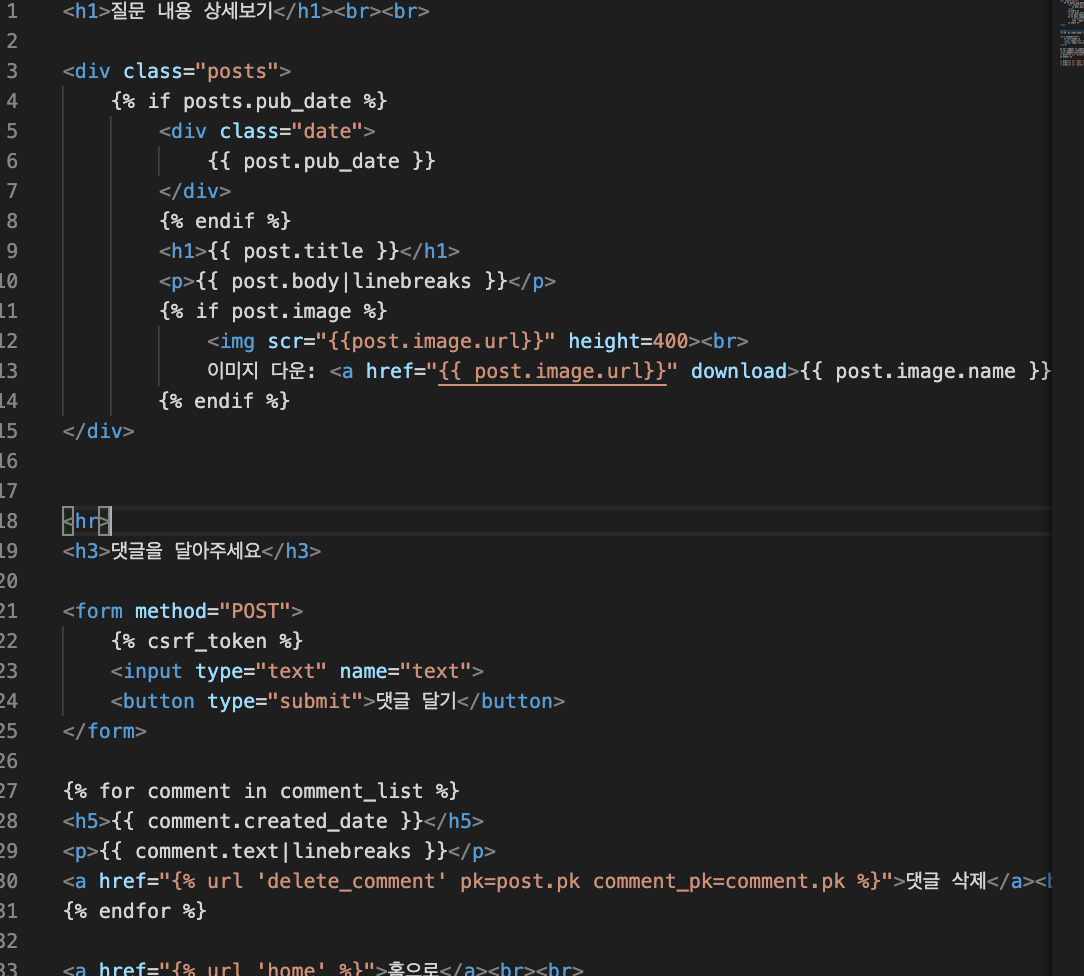 1 <h1>질문 내용 상세보기</h1><br><br>
2
3 <div class="posts">
4 {% if posts.pub_date %}
5 <div class="date">
6 {{ post.pub_date }}
7 </div>
8 {% endif %}
9 <h1>{{ post.title }}</h1>
10 <p>{{ post.body|linebreaks }}</p>
11 {% if post.image %}
12 <img scr="{{post.image.url}}" height=400><br>
13 이미지 다운: <a href="{{ post.image.url}}" download>{{ post.image.name }}
14 {% endif %}
15 </div>
16
17
18 <hr>
19 <h3>댓글을 달아주세요</h3>
20
21 <form method="POST">
22 {% csrf_token %}
23 <input type="text" name="text">
24 <button type="submit">댓글 달기</button>
25 </form>
26
27 {% for comment in comment_list %}
28 <h5>{{ comment.created_date }}</h5>
29 <p>{{ comment.text|linebreaks }}</p>
30 <a href="{% url 'delete_comment' pk=post.pk comment_pk=comment.pk %}">댓글 삭제</a><b
31 {% endfor %}
32
33 <a href="{% url 'home' %}">홈으로</a><br><br>